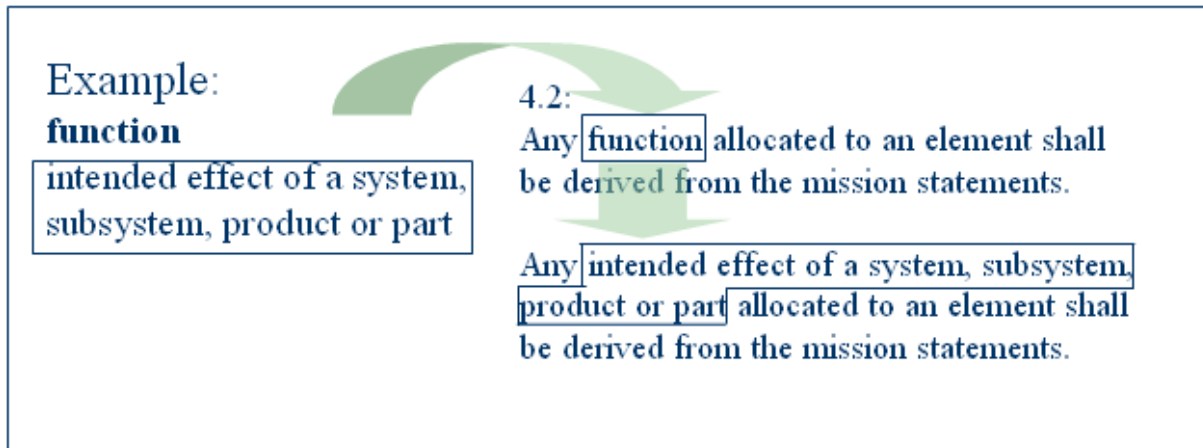 Example:
function
intended effect of a system,
subsystem, product or part
4.2:
Any function allocated to an element shall
be derived from the mission statements.
Any intended effect of a system, subsystem,
product or part allocated to an element shall
be derived from the mission statements.